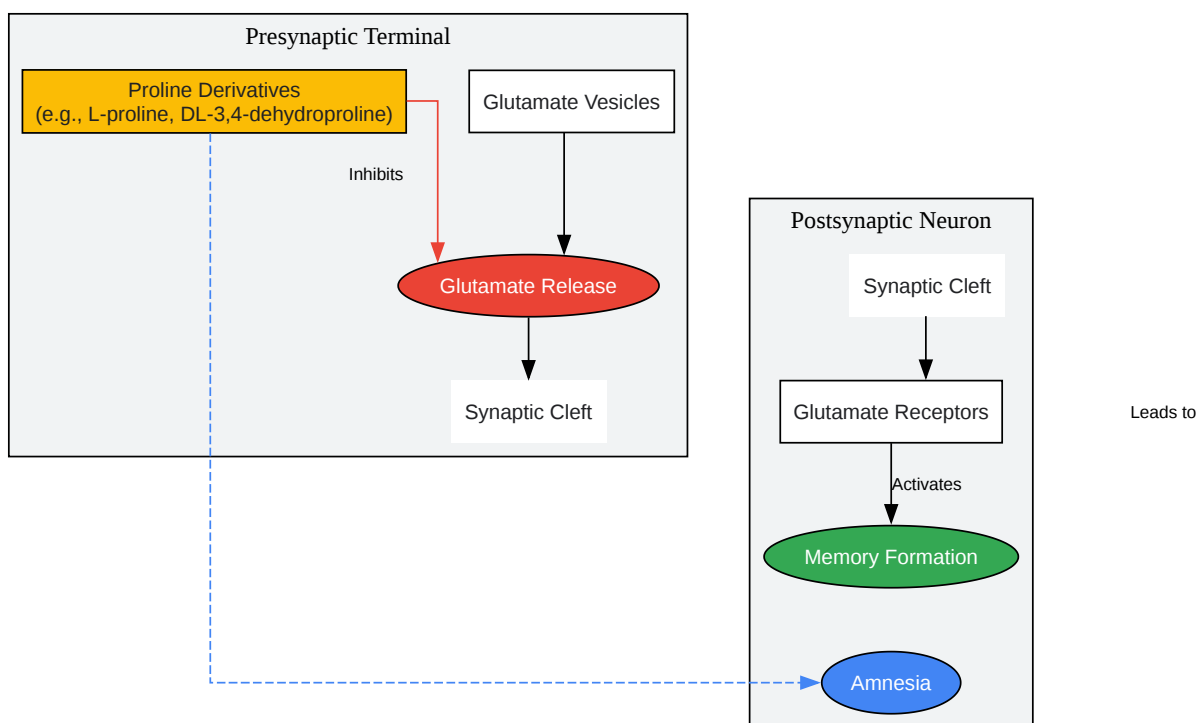 Presynaptic Terminal
Proline Derivatives
(e.g., L-proline, DL-3,4-dehydroproline)
Glutamate Vesicles
Inhibits
Glutamate Release
Synaptic Cleft
Postsynaptic Neuron
Synaptic Cleft
Glutamate Receptors
Activates
Memory Formation
Amnesia
Leads to